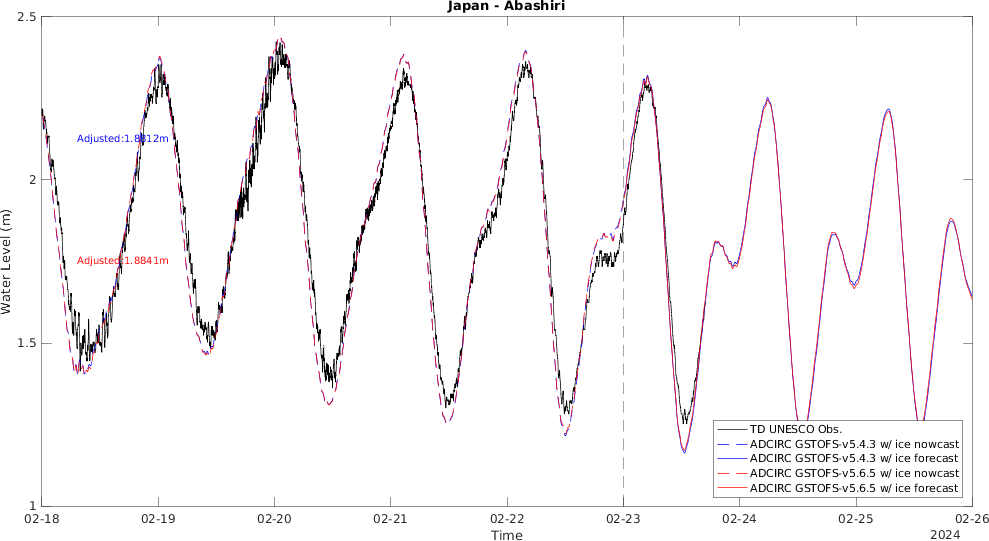 Japan - Abashiri
2.5
2
1.5
1
Water Level (m)
Adjusted:1.8812m
Adjusted:1.8841m
TD UNESCO Obs.
ADCIRC GSTOFS-v5.4.3 w/ ice nowcast
ADCIRC GSTOFS-v5.4.3 w/ ice forecast
ADCIRC GSTOFS-v5.6.5 w/ ice nowcast
ADCIRC GSTOFS-v5.6.5 w/ ice forecast
02-18 02-19 02-20 02-21 02-22 02-23 02-24 02-25 02-26
Time
2024